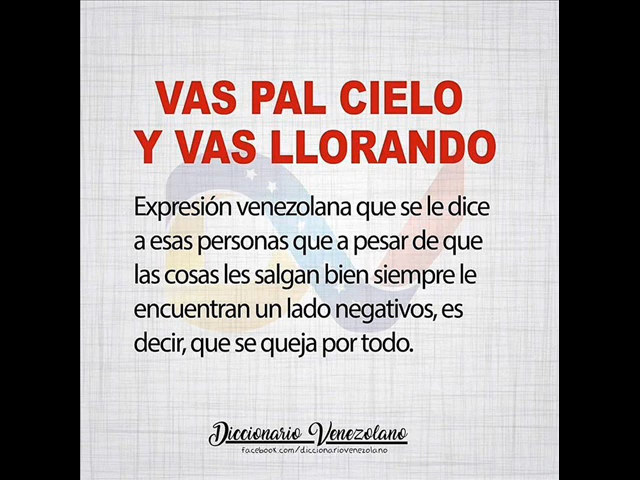 VAS PAL CIELO
Y VAS LLORANDO
Expresión venezolana que se le dice
a esas personas que a pesar de que
las cosas les salgan bien siempre le
encuentran un lado negativos, es
decir, que se queja por todo.
Diccionario Venezolano
facebook.com/diccionariovenezolano